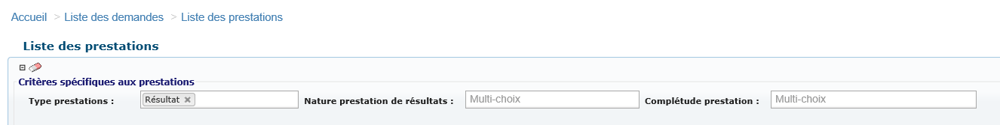 Accueil > Liste des demandes > Liste des prestations
Liste des prestations
Critères spécifiques aux prestations
Type prestations : Résultat × Nature prestation de résultats : Multi-choix Complétude prestation : Multi-choix